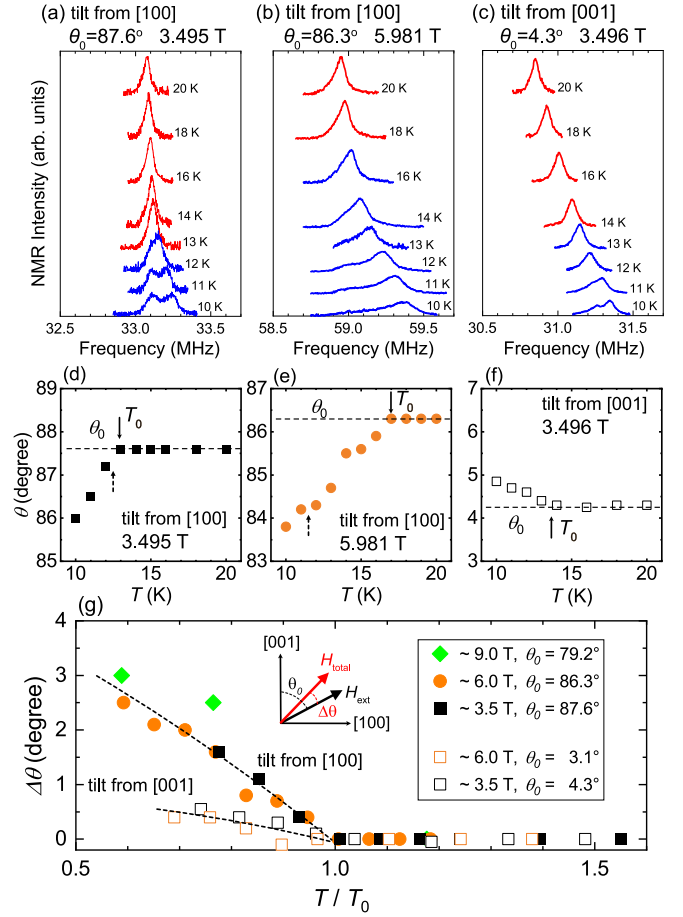 (a) tilt from [100]
θ0=87.6° 3.495 T
(b) tilt from [100]
θ0=86.3° 5.981 T
(c) tilt from [001]
θ0=4.3° 3.496 T
NMR Intensity (arb. units)
20 K
18 K
16 K
14 K
13 K
12 K
11 K
10 K
32.5 33.0 33.4
Frequency (MHz)
20 K
18 K
16 K
14 K
13 K
12 K
11 K
10 K
58.5 59.0 59.5
Frequency (MHz)
20 K
18 K
16 K
14 K
13 K
12 K
11 K
10 K
30.5 31.0 31.5
Frequency (MHz)
(d)
θ (degree)
89
88
87
86
85
θ0
T0
tilt from [100]
3.495 T
10 15 20
T (K)
(e)
87
86
85
84
83
θ0
T0
tilt from [100]
5.981 T
10 15 20
T (K)
(f)
8
7
6
5
4
3
tilt from [001]
3.496 T
θ0
T0
10 15 20
T (K)
(g)
Δθ (degree)
4
3
2
1
0
[001]
Htotal
θ0
Hext
Δθ
[100]
tilt from [100]
tilt from [001]
~ 9.0 T, θ0 = 79.2°
~ 6.0 T, θ0 = 86.3°
~ 3.5 T, θ0 = 87.6°
~ 6.0 T, θ0 = 3.1°
~ 3.5 T, θ0 = 4.3°
0.5 1.0 1.5
T / T0